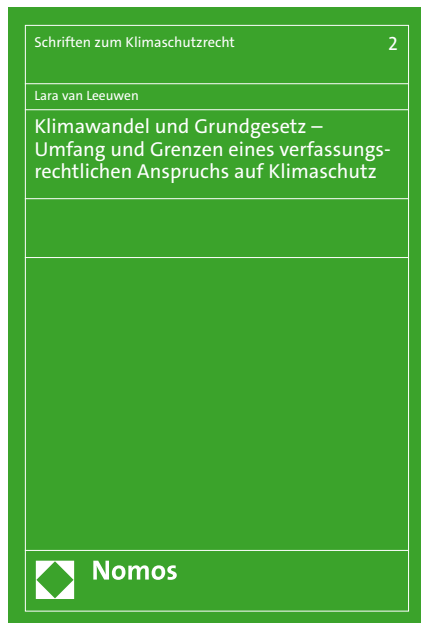 Schriften zum Klimaschutzrecht 2
Lara van Leeuwen
Klimawandel und Grundgesetz –
Umfang und Grenzen eines verfassungs-
rechtlichen Anspruchs auf Klimaschutz
Nomos